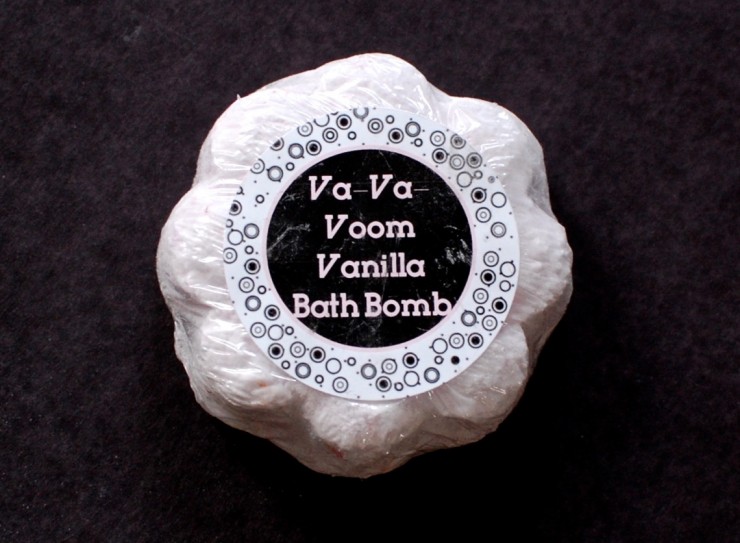 Va-Va-
Voom
Vanilla
Bath Bomb